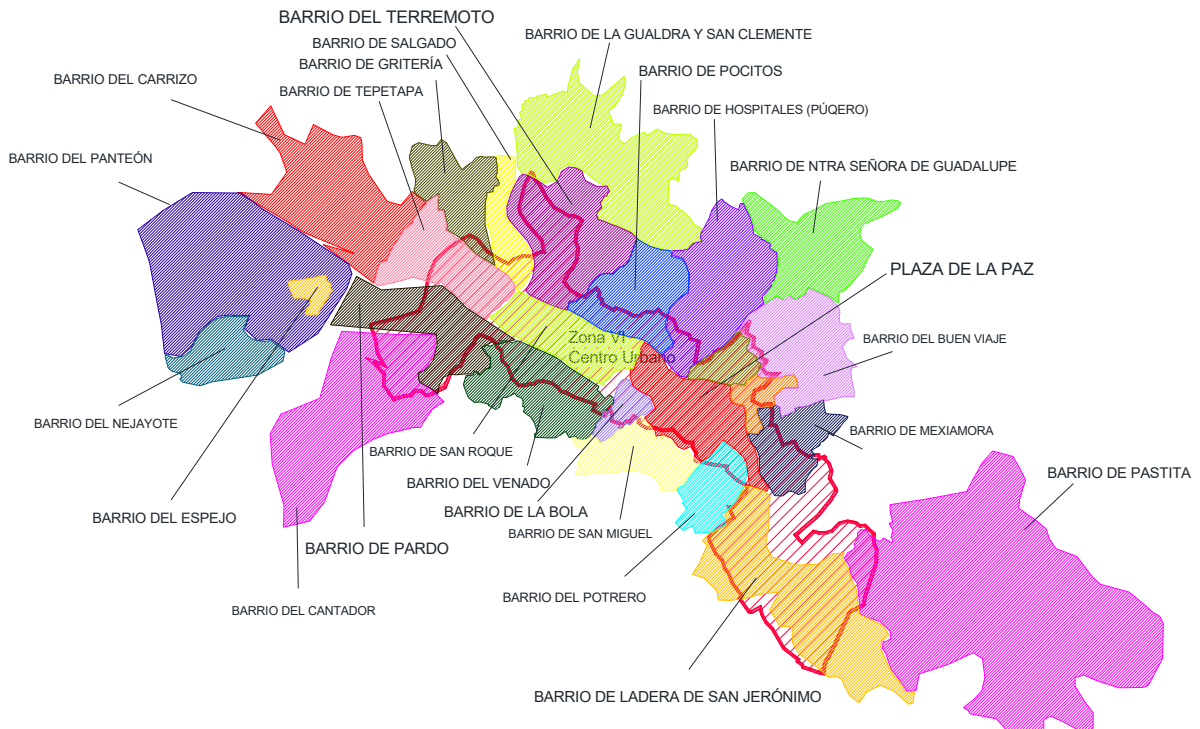 BARRIO DEL TERREMOTO
BARRIO DE LA GUALDRA Y SAN CLEMENTE
BARRIO DE SALGADO
BARRIO DE GRITERÍA
BARRIO DE POCITOS
BARRIO DEL CARRIZO
BARRIO DE TEPETAPA
BARRIO DE HOSPITALES (PÚQERO)
BARRIO DEL PANTEÓN
BARRIO DE NTRA SEÑORA DE GUADALUPE
PLAZA DE LA PAZ
Zona VI
Centro Urbano
BARRIO DEL BUEN VIAJE
BARRIO DEL NEJAYOTE
BARRIO DE MEXIAMORA
BARRIO DE SAN ROQUE
BARRIO DE PASTITA
BARRIO DEL VENADO
BARRIO DE LA BOLA
BARRIO DEL ESPEJO
BARRIO DE SAN MIGUEL
BARRIO DE PARDO
BARRIO DEL POTRERO
BARRIO DEL CANTADOR
BARRIO DE LADERA DE SAN JERÓNIMO